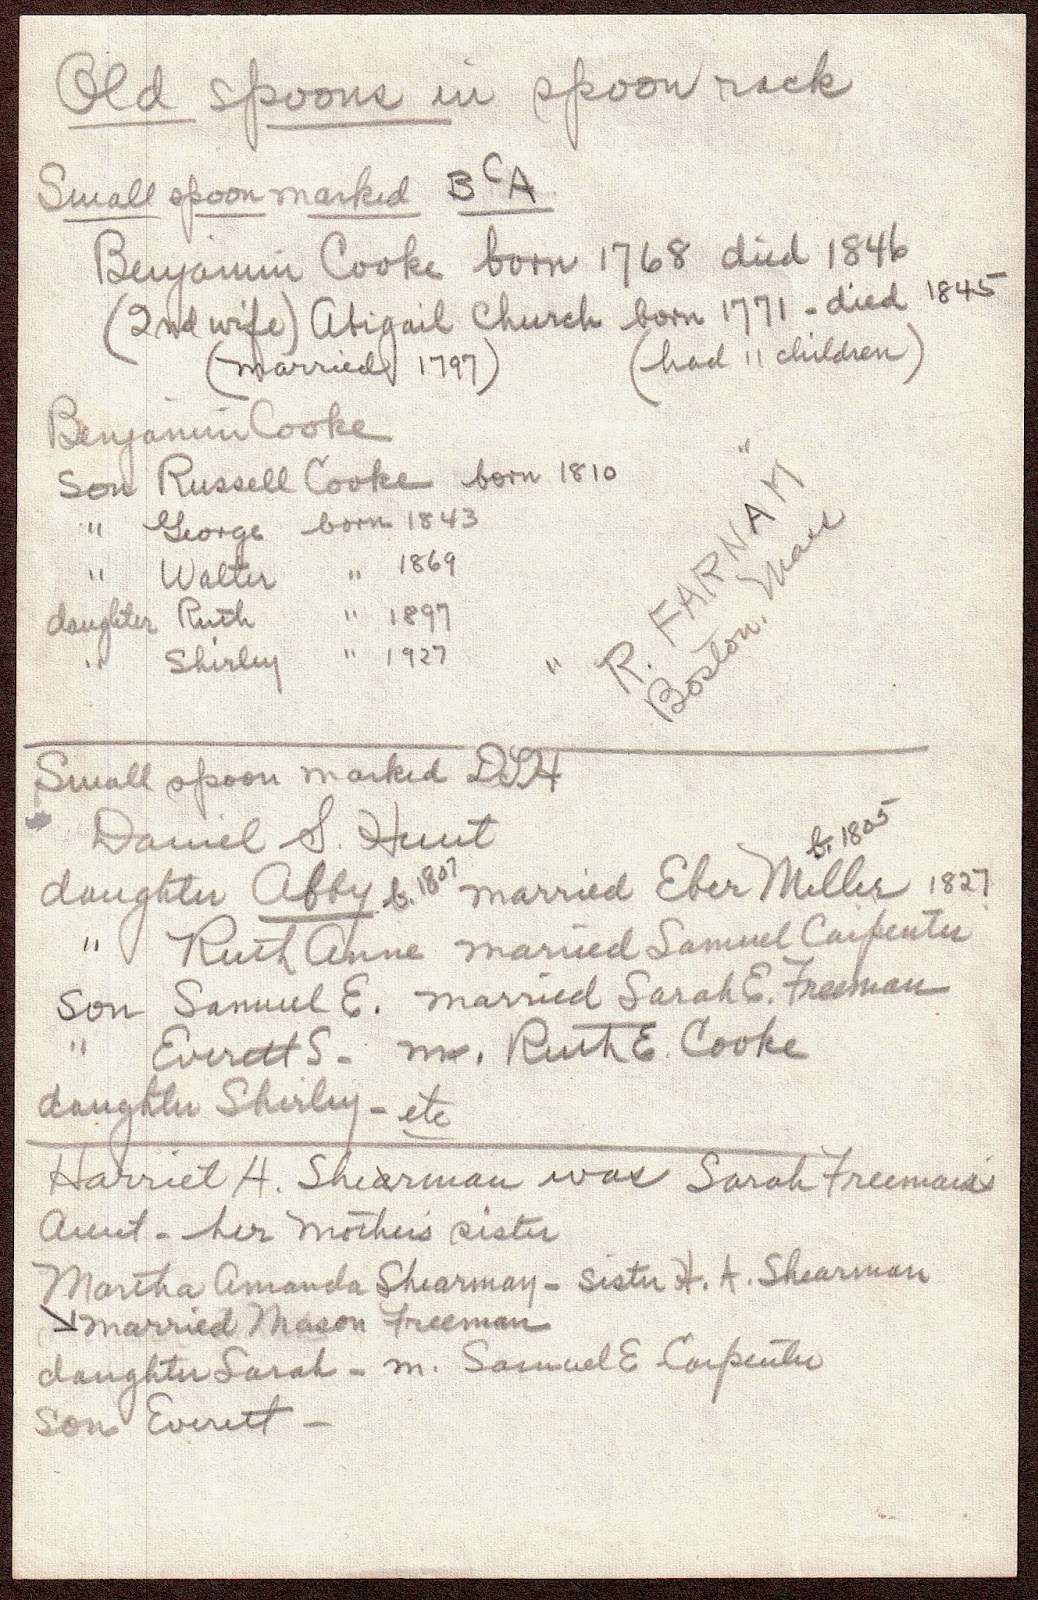 Old spoons in spoon rack
Small spoon marked B C A
Benjamin Cooke born 1768 died 1846
(2nd wife) Abigail Church born 1771 - died 1845
(married 1797) (had 11 children)
Benjamin Cooke
Son Russell Cooke born 1810
" George born 1843
" Walter " 1869
daughter Ruth " 1897
" Shirley " 1927
" R. FARNAM "
Boston, Mass
Small spoon marked DSH
Daniel S. Hunt
daughter Abby b. 1807 married Eber Miller b. 1805 1827
" Ruth Anne married Samuel Carpenter
Son Samuel E. married Sarah E. Freeman
" Everett S - m. Ruth E. Cooke
daughter Shirley - etc
Harriet H. Shearman was Sarah Freeman's
Aunt - her Mother's sister
Martha Amanda Shearman - sister H. H. Shearman
married Mason Freeman
daughter Sarah - m. Samuel E Carpenter
Son Everett -